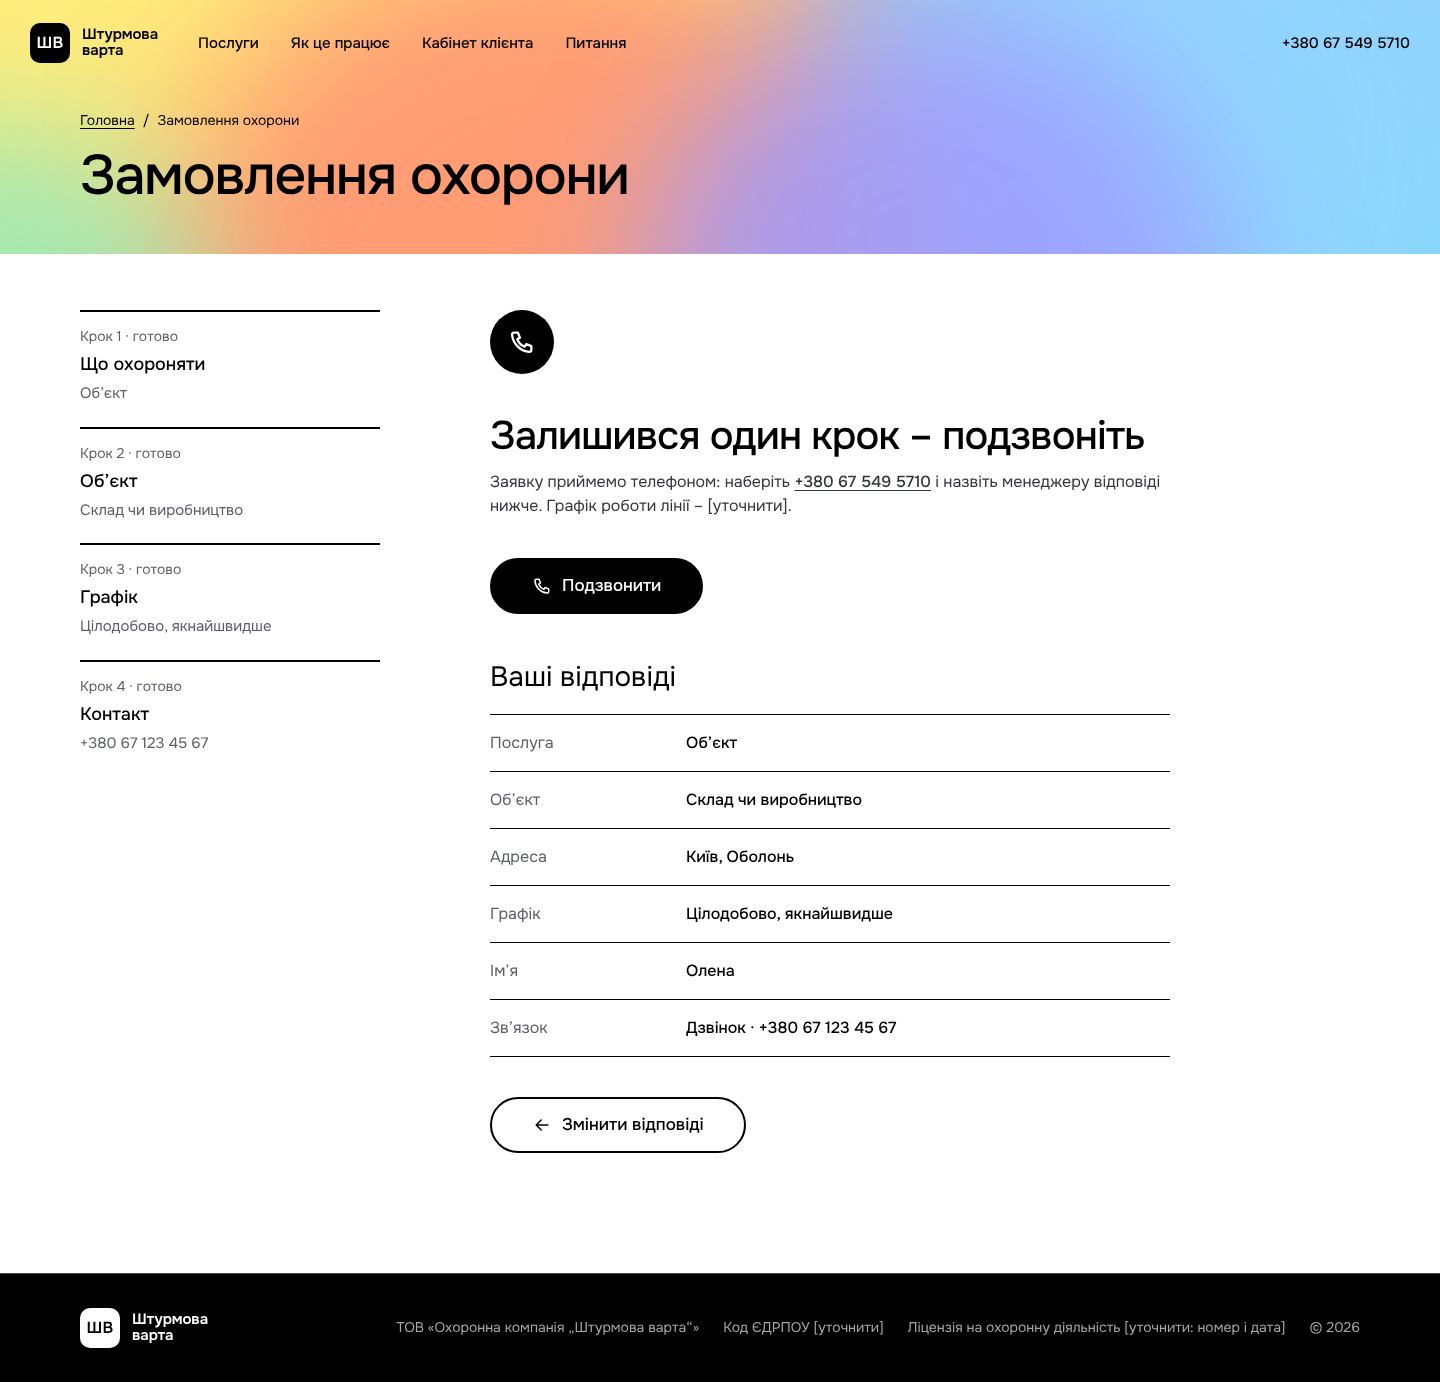 ШВ
Штурмова
варта
Послуги
Як це працює
Кабінет клієнта
Питання
+380 67 549 5710
Головна / Замовлення охорони
Замовлення охорони
Крок 1 · готово
Що охороняти
Об’єкт
Крок 2 · готово
Об’єкт
Склад чи виробництво
Крок 3 · готово
Графік
Цілодобово, якнайшвидше
Крок 4 · готово
Контакт
+380 67 123 45 67
Залишився один крок – подзвоніть
Заявку приймемо телефоном: наберіть +380 67 549 5710 і назвіть менеджеру відповіді
нижче. Графік роботи лінії – [уточнити].
Подзвонити
Ваші відповіді
Послуга Об’єкт
Об’єкт Склад чи виробництво
Адреса Київ, Оболонь
Графік Цілодобово, якнайшвидше
Ім’я Олена
Зв’язок Дзвінок · +380 67 123 45 67
Змінити відповіді
ШВ
Штурмова
варта
ТОВ «Охоронна компанія „Штурмова варта“»
Код ЄДРПОУ [уточнити]
Ліцензія на охоронну діяльність [уточнити: номер і дата]
© 2026